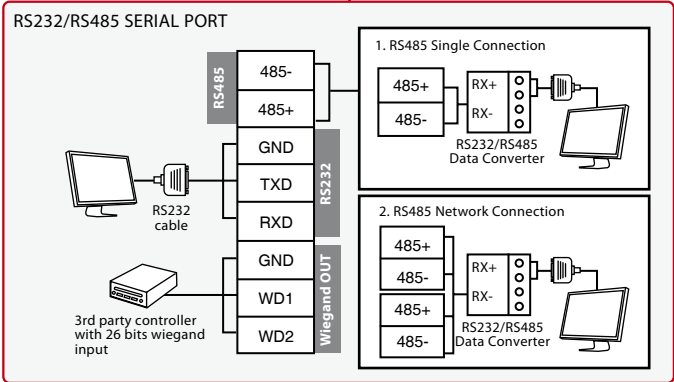 RS232/RS485 SERIAL PORT
RS485
485-
485+
GND
TXD
RXD
RS232
GND
WD1
WD2
Wiegand OUT
RS232
cable
3rd party controller
with 26 bits wiegand
input
1. RS485 Single Connection
485+
485-
RX+
RX-
RS232/RS485
Data Converter
2. RS485 Network Connection
485+
485-
485+
485-
RX+
RX-
RS232/RS485
Data Converter